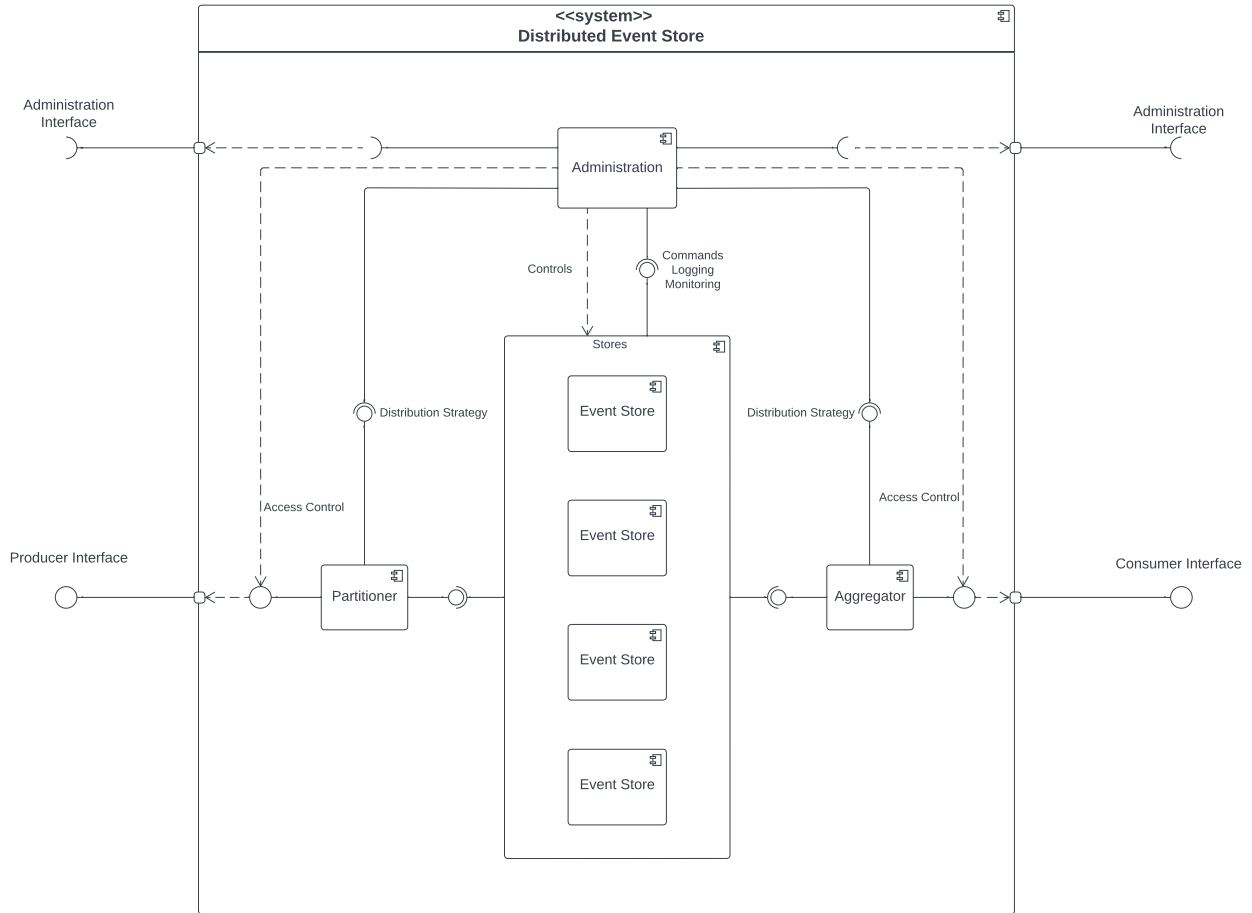 <<system>>
Distributed Event Store
Administration
Interface
Administration
Interface
Administration
Controls
Commands
Logging
Monitoring
Stores
Event Store
Distribution Strategy
Distribution Strategy
Access Control
Access Control
Event Store
Producer Interface
Consumer Interface
Partitioner
Aggregator
Event Store
Event Store